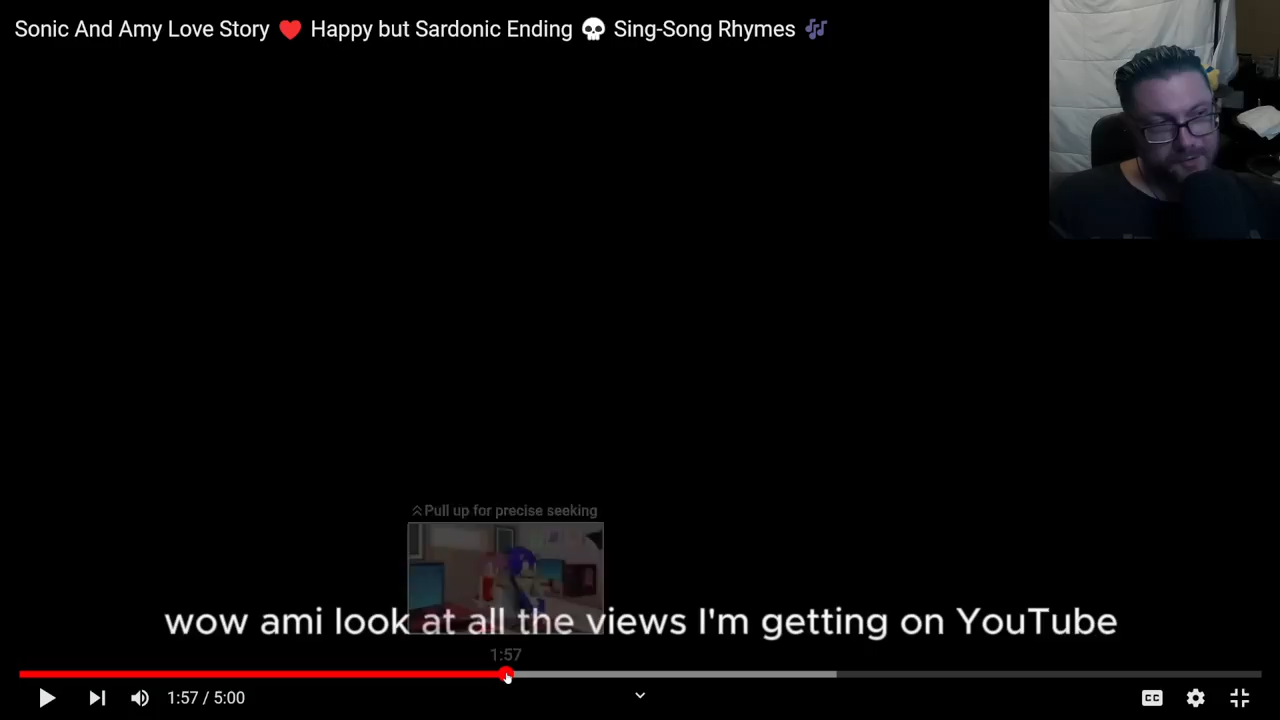 Sonic And Amy Love Story ❤️ Happy but Sardonic Ending 💀 Sing-Song Rhymes 🎶
Pull up for precise seeking
wow ami look at all the views I'm getting on YouTube
1:57
1:57 / 5:00
CC